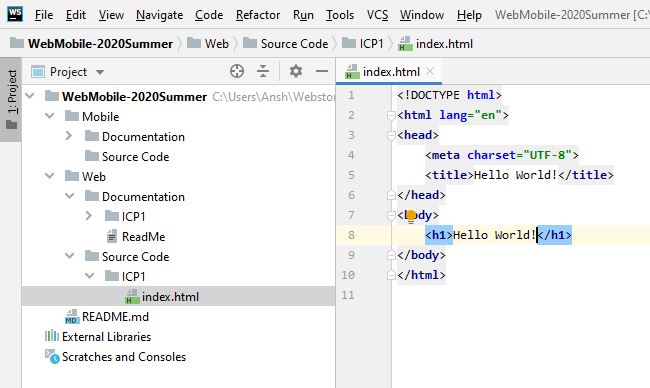 WS File Edit View Navigate Code Refactor Run Tools VCS Window Help WebMobile-2020Summer [C:\
WebMobile-2020Summer Web Source Code ICP1 index.html
1: Project
Project
index.html
WebMobile-2020Summer C:\Users\Ansh\Webstor
Mobile
Documentation
Source Code
Web
Documentation
ICP1
ReadMe
Source Code
ICP1
index.html
README.md
External Libraries
Scratches and Consoles
1 <!DOCTYPE html>
2 <html lang="en">
3 <head>
4 <meta charset="UTF-8">
5 <title>Hello World!</title>
6 </head>
7 <body>
8 <h1>Hello World!</h1>
9 </body>
10 </html>
11